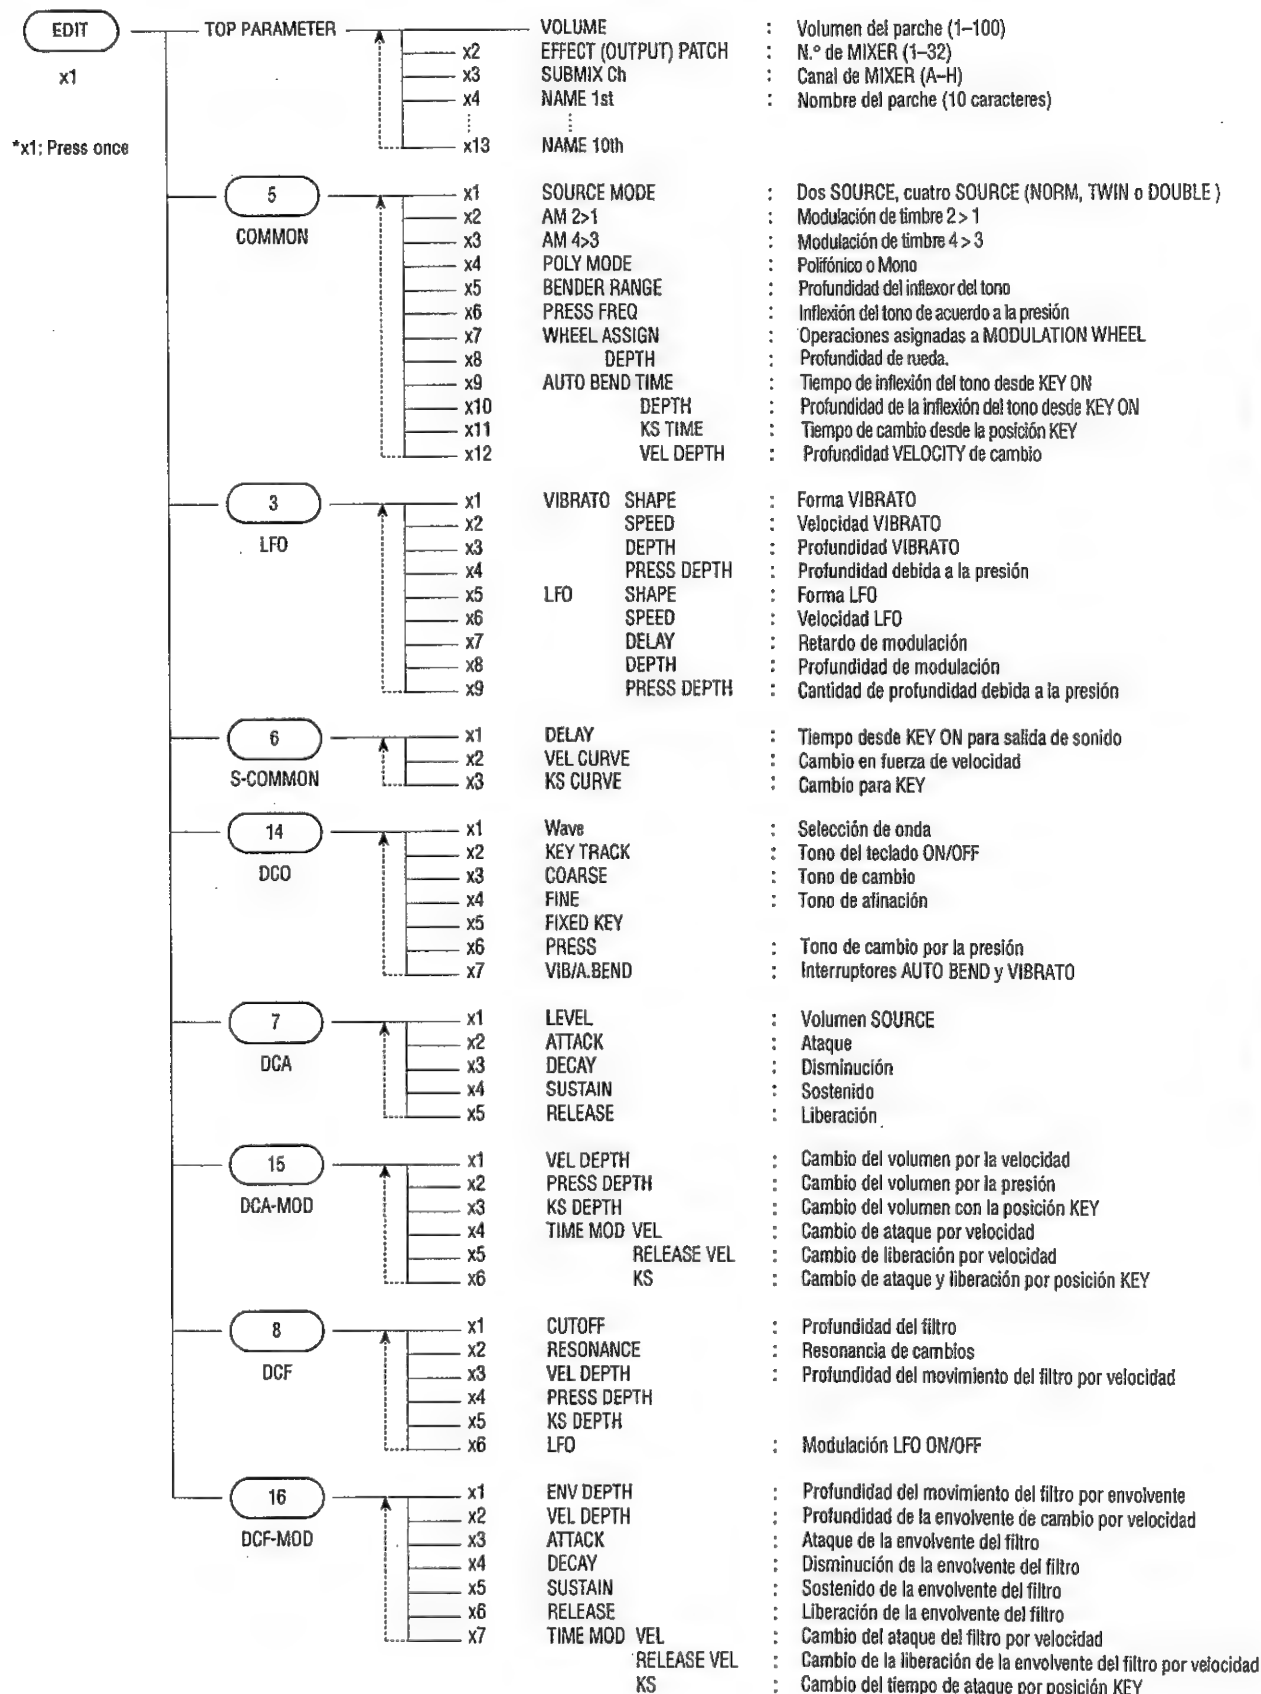 EDIT TOP PARAMETER VOLUME : Volumen del parche (1–100)
x2 EFFECT (OUTPUT) PATCH : N.º de MIXER (1–32)
x1 x3 SUBMIX Ch : Canal de MIXER (A–H)
x4 NAME 1st : Nombre del parche (10 caracteres)
*x1: Press once x13 NAME 10th
5 x1 SOURCE MODE : Dos SOURCE, cuatro SOURCE (NORM, TWIN o DOUBLE )
x2 AM 2>1 : Modulación de timbre 2 > 1
COMMON x3 AM 4>3 : Modulación de timbre 4 > 3
x4 POLY MODE : Polifónico o Mono
x5 BENDER RANGE : Profundidad del inflexor del tono
x6 PRESS FREQ : Inflexión del tono de acuerdo a la presión
x7 WHEEL ASSIGN : Operaciones asignadas a MODULATION WHEEL
x8 DEPTH : Profundidad de rueda.
x9 AUTO BEND TIME : Tiempo de inflexión del tono desde KEY ON
x10 DEPTH : Profundidad de la inflexión del tono desde KEY ON
x11 KS TIME : Tiempo de cambio desde la posición KEY
x12 VEL DEPTH : Profundidad VELOCITY de cambio
3 x1 VIBRATO SHAPE : Forma VIBRATO
x2 SPEED : Velocidad VIBRATO
LFO x3 DEPTH : Profundidad VIBRATO
x4 PRESS DEPTH : Profundidad debida a la presión
x5 LFO SHAPE : Forma LFO
x6 SPEED : Velocidad LFO
x7 DELAY : Retardo de modulación
x8 DEPTH : Profundidad de modulación
x9 PRESS DEPTH : Cantidad de profundidad debida a la presión
6 x1 DELAY : Tiempo desde KEY ON para salida de sonido
x2 VEL CURVE : Cambio en fuerza de velocidad
S-COMMON x3 KS CURVE : Cambio para KEY
14 x1 Wave : Selección de onda
x2 KEY TRACK : Tono del teclado ON/OFF
DCO x3 COARSE : Tono de cambio
x4 FINE : Tono de afinación
x5 FIXED KEY
x6 PRESS : Tono de cambio por la presión
x7 VIB/A.BEND : Interruptores AUTO BEND y VIBRATO
7 x1 LEVEL : Volumen SOURCE
x2 ATTACK : Ataque
DCA x3 DECAY : Disminución
x4 SUSTAIN : Sostenido
x5 RELEASE : Liberación
15 x1 VEL DEPTH : Cambio del volumen por la velocidad
x2 PRESS DEPTH : Cambio del volumen por la presión
DCA-MOD x3 KS DEPTH : Cambio del volumen con la posición KEY
x4 TIME MOD VEL : Cambio de ataque por velocidad
x5 RELEASE VEL : Cambio de liberación por velocidad
x6 KS : Cambio de ataque y liberación por posición KEY
8 x1 CUTOFF : Profundidad del filtro
x2 RESONANCE : Resonancia de cambios
DCF x3 VEL DEPTH : Profundidad del movimiento del filtro por velocidad
x4 PRESS DEPTH
x5 KS DEPTH
x6 LFO : Modulación LFO ON/OFF
16 x1 ENV DEPTH : Profundidad del movimiento del filtro por envolvente
x2 VEL DEPTH : Profundidad de la envolvente de cambio por velocidad
DCF-MOD x3 ATTACK : Ataque de la envolvente del filtro
x4 DECAY : Disminución de la envolvente del filtro
x5 SUSTAIN : Sostenido de la envolvente del filtro
x6 RELEASE : Liberación de la envolvente del filtro
x7 TIME MOD VEL : Cambio del ataque del filtro por velocidad
RELEASE VEL : Cambio de la liberación de la envolvente del filtro por velocidad
KS : Cambio del tiempo de ataque por posición KEY